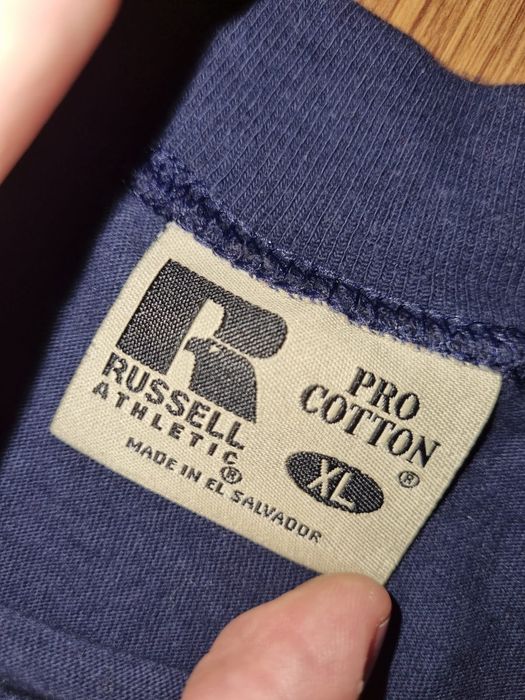 R
RUSSELL
ATHLETIC®
MADE IN EL SALVADOR
PRO
COTTON®
XL